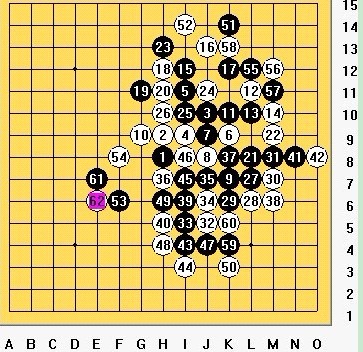 15
52 51 14
23 16 58 13
18 15 17 55 56 12
19 20 5 24 12 57 11
26 25 3 11 13 14 10
10 2 4 7 6 22 9
54 1 46 8 37 21 31 41 42 8
61 36 45 35 9 27 30 7
62 53 49 39 34 29 28 38 6
40 33 32 60 5
48 43 47 59 4
44 50 3
2
1
A B C D E F G H I J K L M N O